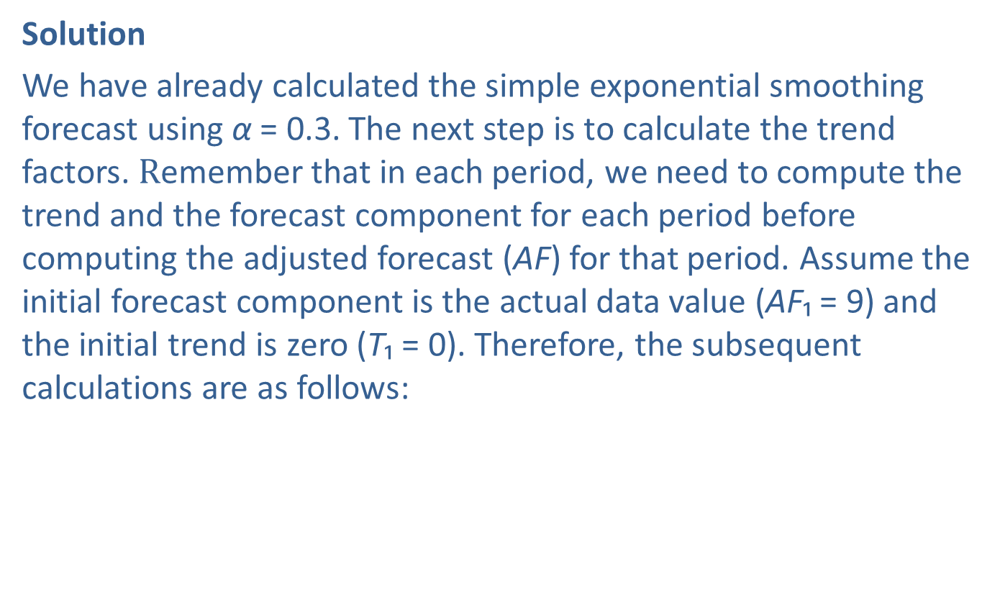 Solution
We have already calculated the simple exponential smoothing
forecast using α = 0.3. The next step is to calculate the trend
factors. Remember that in each period, we need to compute the
trend and the forecast component for each period before
computing the adjusted forecast (AF) for that period. Assume the
initial forecast component is the actual data value (AF₁ = 9) and
the initial trend is zero (T₁ = 0). Therefore, the subsequent
calculations are as follows: